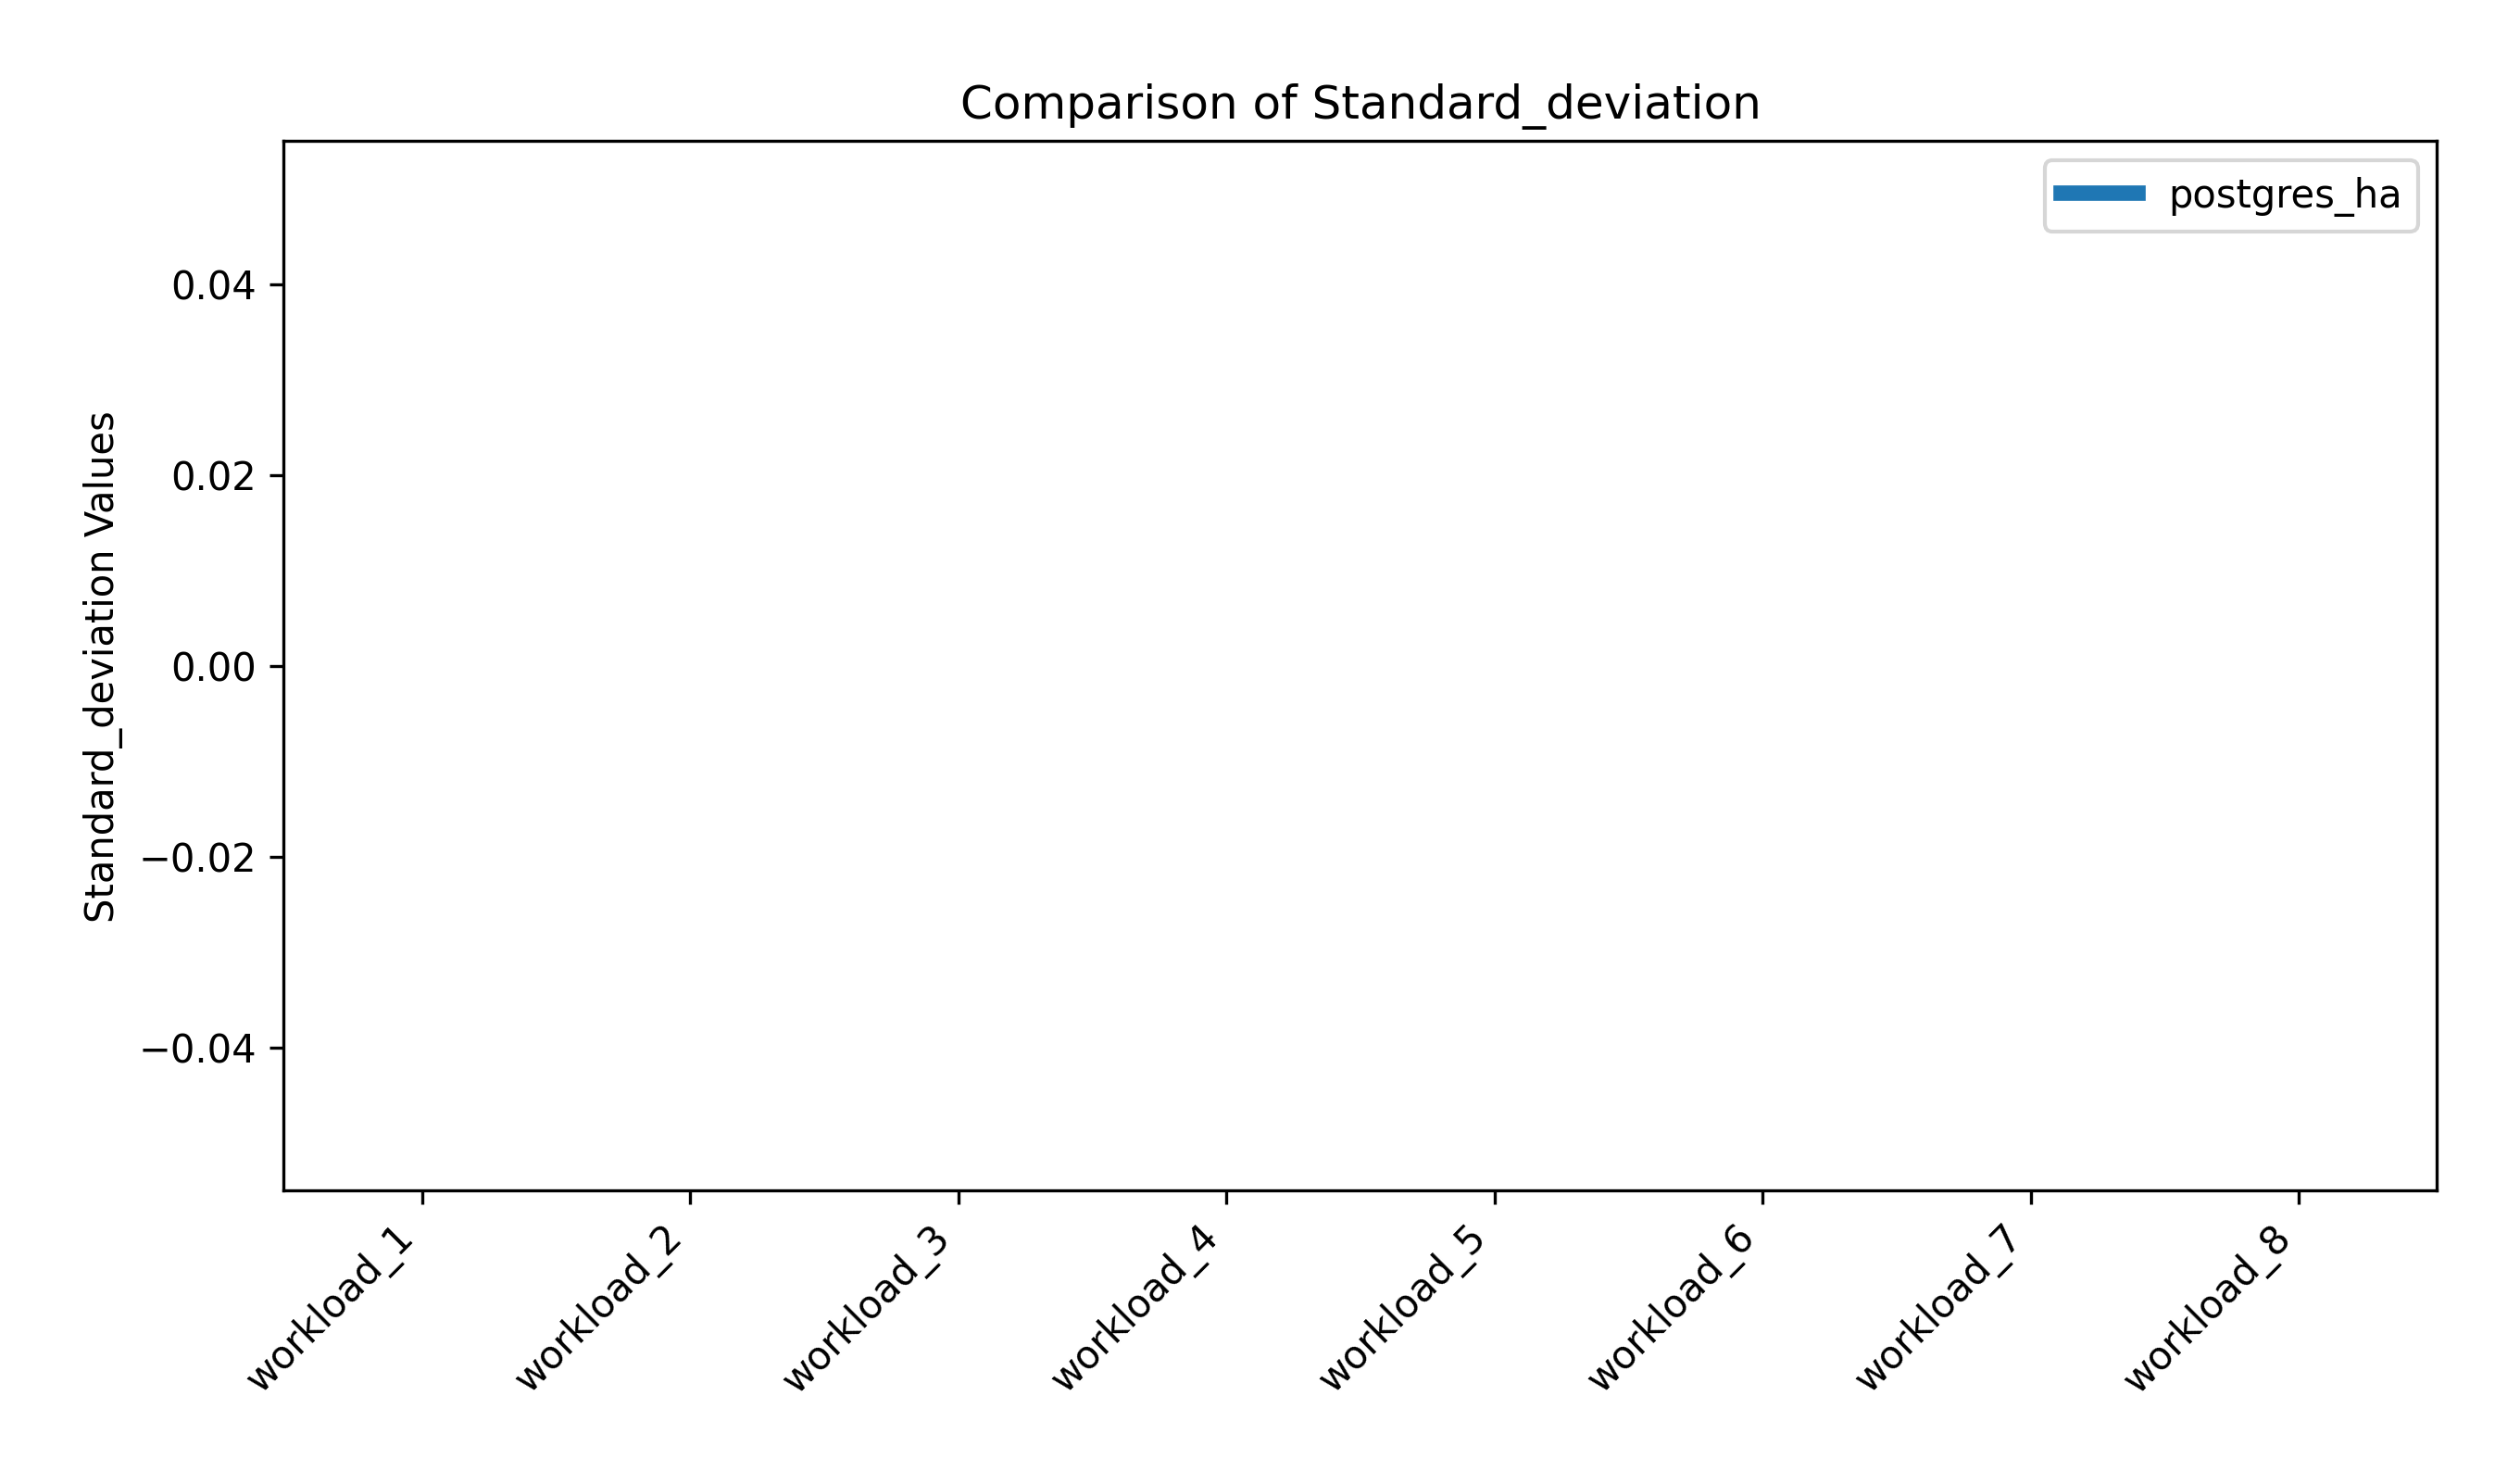 Comparison of Standard_deviation
postgres_ha
Standard_deviation Values
0.04
0.02
0.00
−0.02
−0.04
workload_1
workload_2
workload_3
workload_4
workload_5
workload_6
workload_7
workload_8